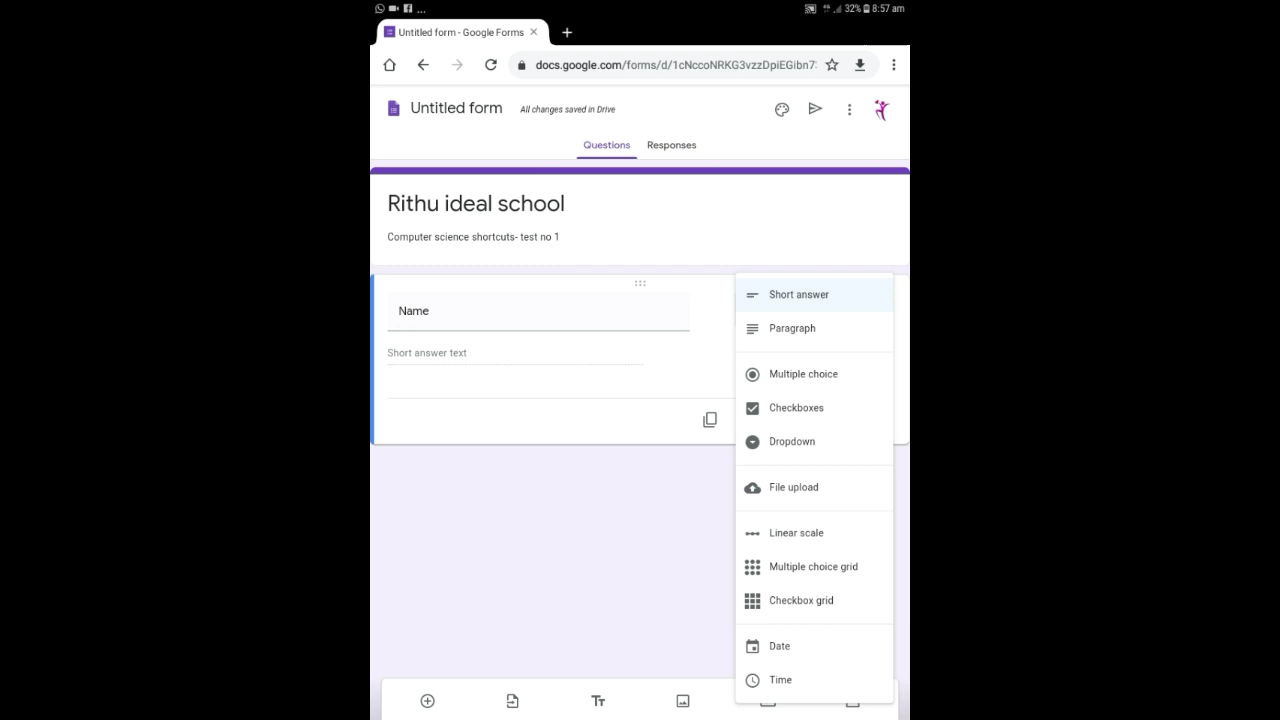 ... 32% 8:57 am
Untitled form - Google Forms
docs.google.com/forms/d/1cNccoNRKG3vzzDpiEGibn7
Untitled form All changes saved in Drive
Questions Responses
Rithu ideal school
Computer science shortcuts- test no 1
Name
Short answer text
Short answer
Paragraph
Multiple choice
Checkboxes
Dropdown
File upload
Linear scale
Multiple choice grid
Checkbox grid
Date
Time